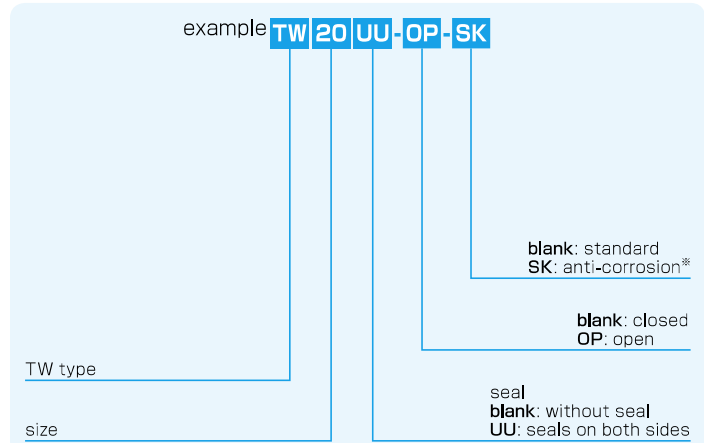 example TW 20 UU - OP - SK
blank: standard
SK: anti-corrosion※
blank: closed
OP: open
TW type
seal
blank: without seal
UU: seals on both sides
size